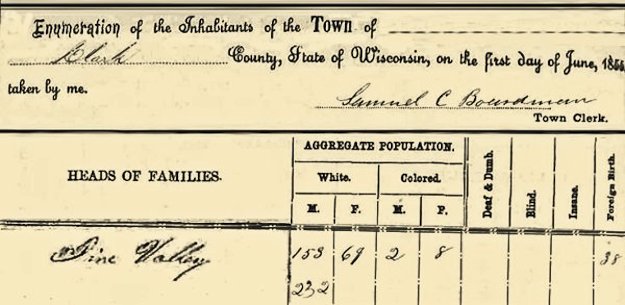 Enumeration of the Inhabitants of the Town of
Clark County, State of Wisconsin, on the first day of June, 1855,
taken by me.
Samuel C Boardman
Town Clerk.
HEADS OF FAMILIES.
AGGREGATE POPULATION.
White. Colored.
M. F. M. F.
Deaf & Dumb.
Blind.
Insane.
Foreign Birth.
Pine Valley 153 69 2 8 38
232